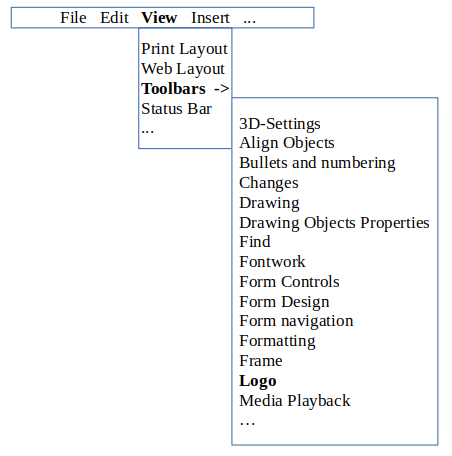 File Edit View Insert ...
Print Layout
Web Layout
Toolbars ->
Status Bar
...
3D-Settings
Align Objects
Bullets and numbering
Changes
Drawing
Drawing Objects Properties
Find
Fontwork
Form Controls
Form Design
Form navigation
Formatting
Frame
Logo
Media Playback
…